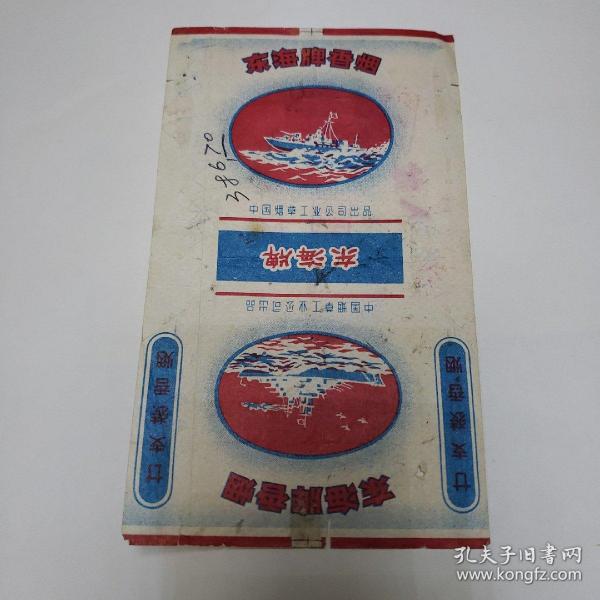 东海牌香烟
38670
中国烟草工业公司出品
东海牌
中国烟草工业公司出品
廿支装香烟
廿支装香烟
东海牌香烟
孔夫子旧书网
www.kongfz.com